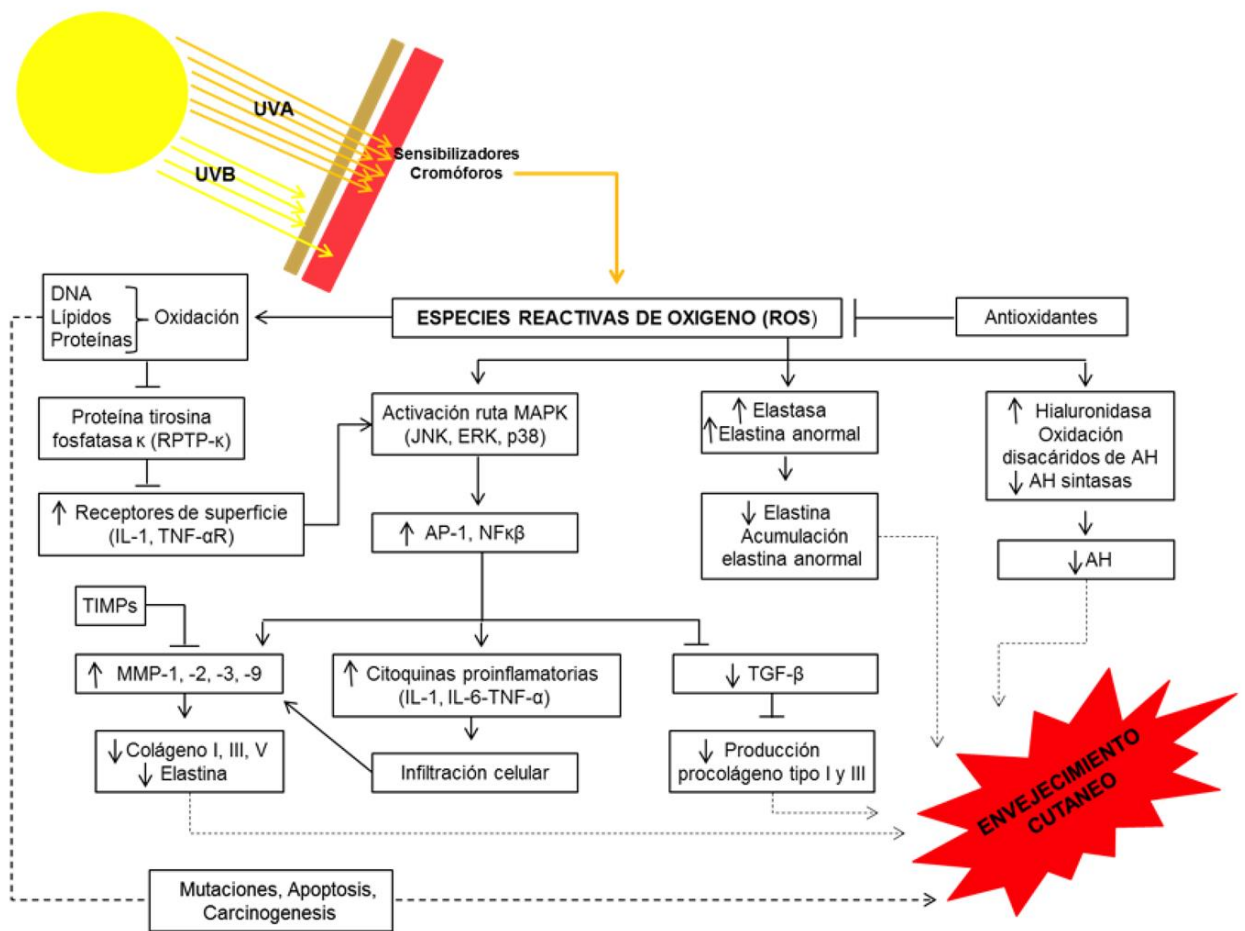 UVA
UVB
Sensibilizadores
Cromóforos
DNA
Lípidos
Proteínas
Oxidación
ESPECIES REACTIVAS DE OXIGENO (ROS)
Antioxidantes
Proteína tirosina
fosfatasa κ (RPTP-κ)
Activación ruta MAPK
(JNK, ERK, p38)
↑ Elastasa
↑ Elastina anormal
↑ Hialuronidasa
Oxidación
disacáridos de AH
↓ AH sintasas
↑ Receptores de superficie
(IL-1, TNF-αR)
↑ AP-1, NFκβ
↓ Elastina
Acumulación
elastina anormal
↓ AH
TIMPs
↑ MMP-1, -2, -3, -9
↑ Citoquinas proinflamatorias
(IL-1, IL-6-TNF-α)
↓ TGF-β
↓ Colágeno I, III, V
↓ Elastina
Infiltración celular
↓ Producción
procolágeno tipo I y III
ENVEJECIMIENTO
CUTANEO
Mutaciones, Apoptosis,
Carcinogenesis